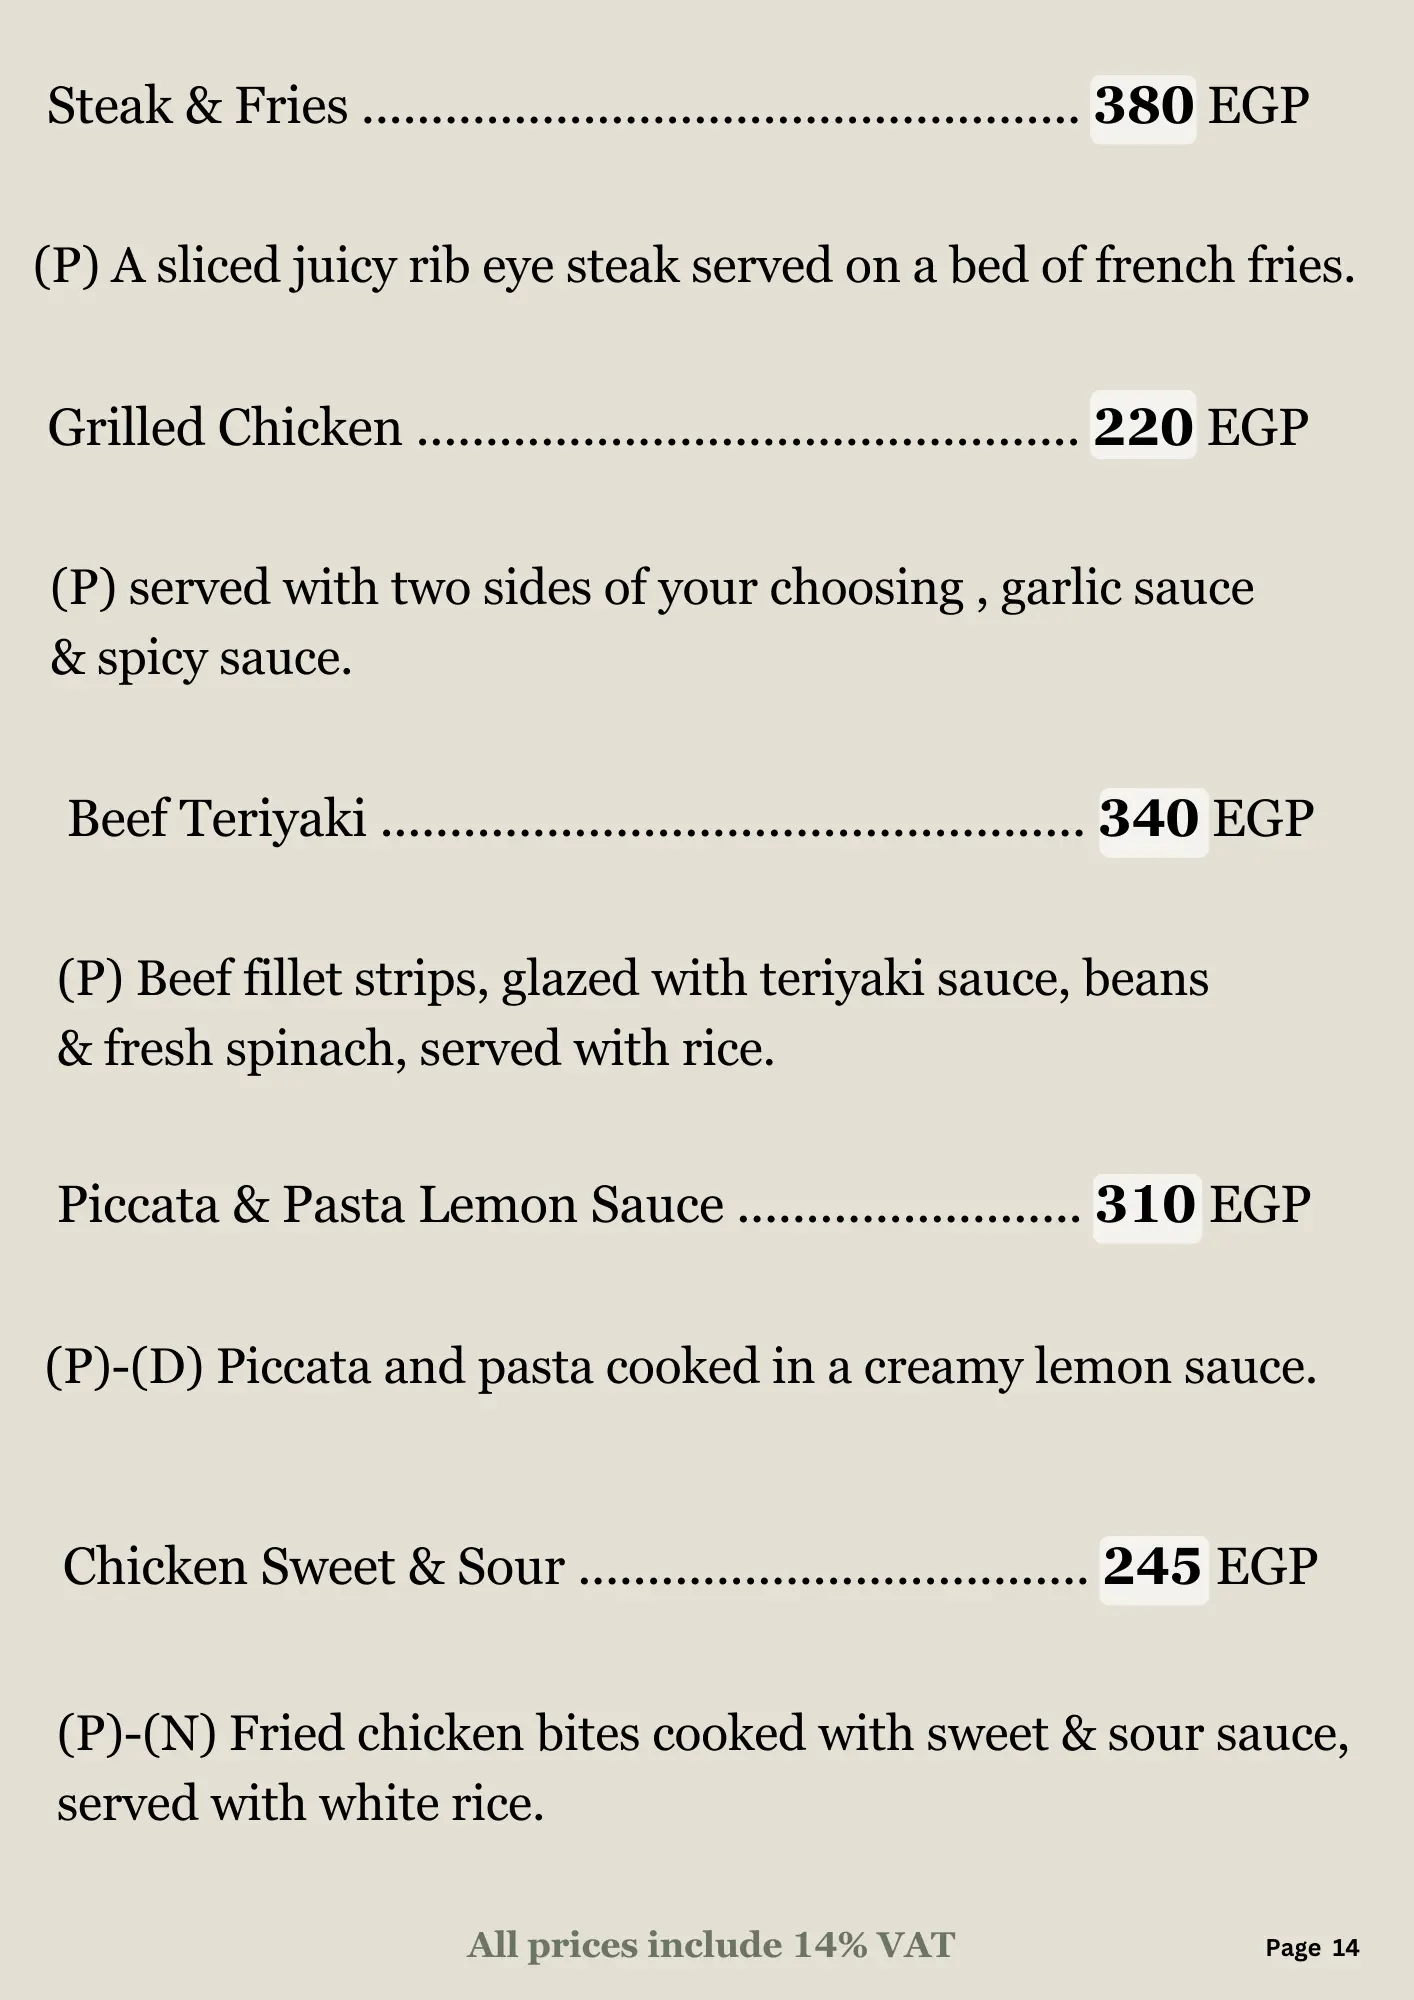 Steak & Fries .................................................... 380 EGP
(P) A sliced juicy rib eye steak served on a bed of french fries.
Grilled Chicken ................................................ 220 EGP
(P) served with two sides of your choosing , garlic sauce
& spicy sauce.
Beef Teriyaki ................................................... 340 EGP
(P) Beef fillet strips, glazed with teriyaki sauce, beans
& fresh spinach, served with rice.
Piccata & Pasta Lemon Sauce ......................... 310 EGP
(P)-(D) Piccata and pasta cooked in a creamy lemon sauce.
Chicken Sweet & Sour ..................................... 245 EGP
(P)-(N) Fried chicken bites cooked with sweet & sour sauce,
served with white rice.
All prices include 14% VAT
Page 14